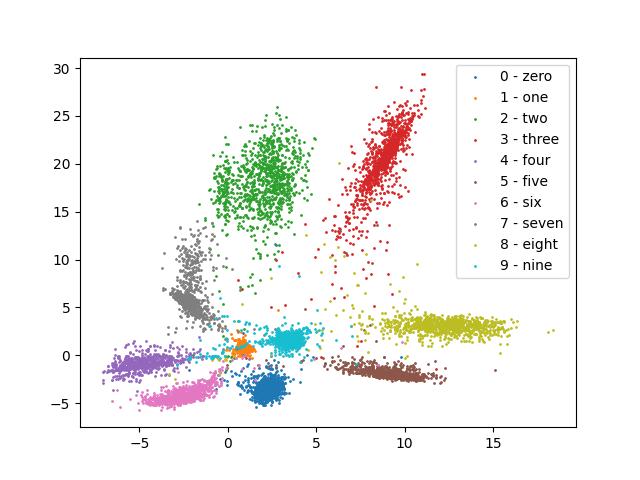 30
25
20
15
10
5
0
−5
−5
0
5
10
15
0 - zero
1 - one
2 - two
3 - three
4 - four
5 - five
6 - six
7 - seven
8 - eight
9 - nine